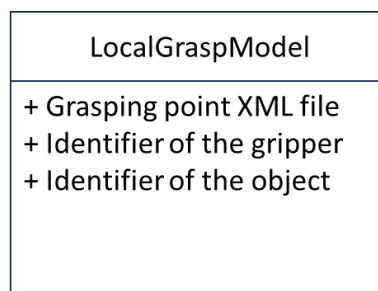 LocalGraspModel
+ Grasping point XML file
+ Identifier of the gripper
+ Identifier of the object